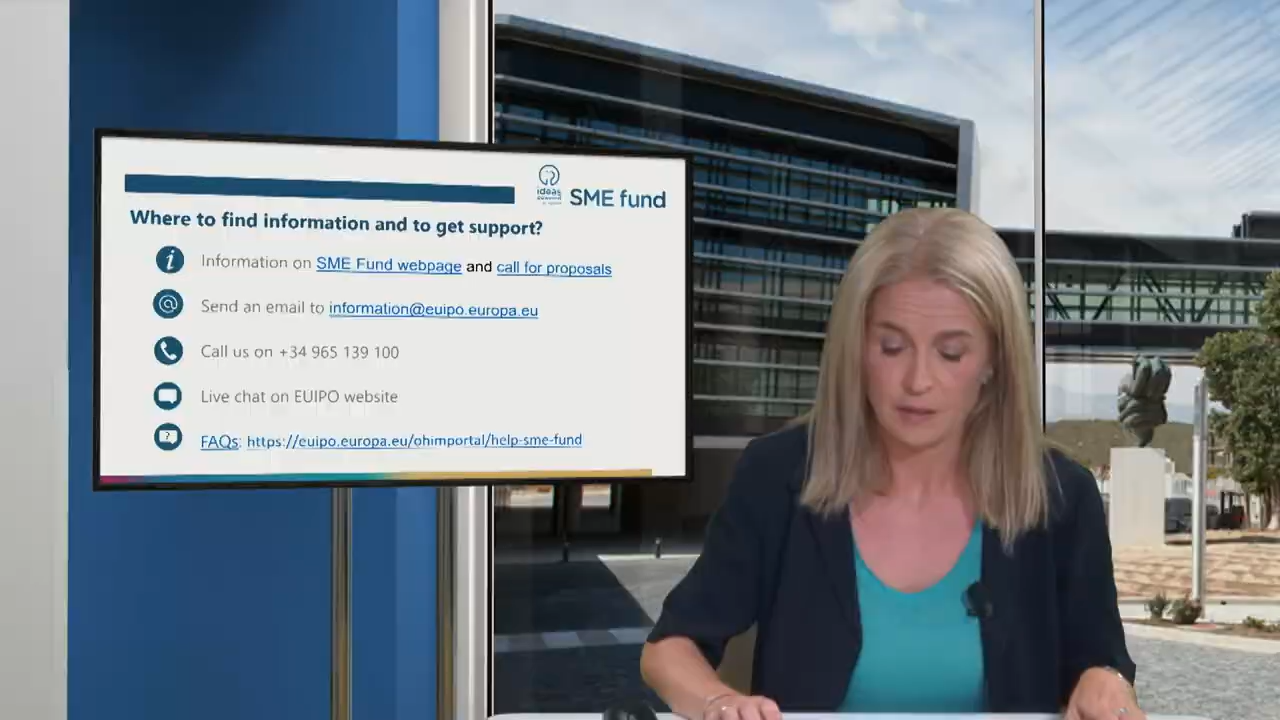 ideas
powered
SME fund
Where to find information and to get support?
Information on SME Fund webpage and call for proposals
Send an email to information@euipo.europa.eu
Call us on +34 965 139 100
Live chat on EUIPO website
FAQs: https://euipo.europa.eu/ohimportal/help-sme-fund